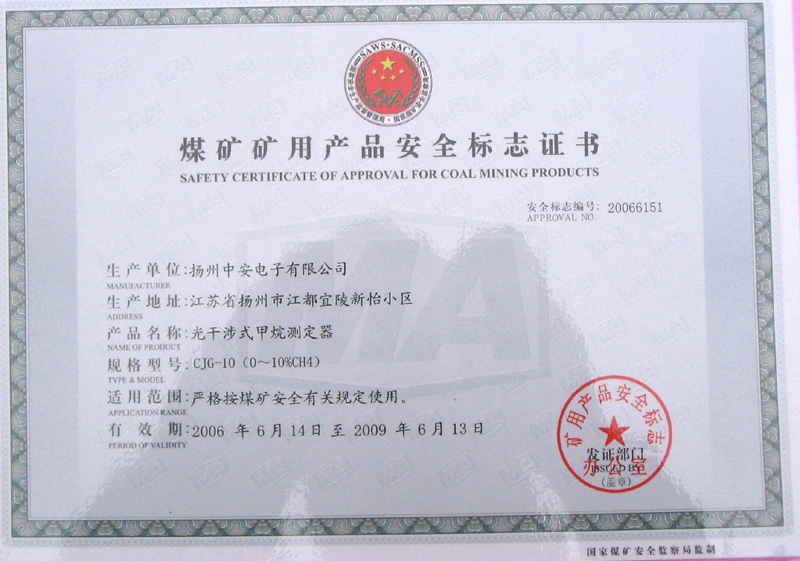 SAWS·SACMSS
煤矿矿用产品安全标志证书
SAFETY CERTIFICATE OF APPROVAL FOR COAL MINING PRODUCTS
安全标志编号: 20066151
APPROVAL NO.
MA
生产单位:扬州中安电子有限公司
MANUFACTURER
生产地址:江苏省扬州市江都宜陵新怡小区
ADDRESS
产品名称:光干涉式甲烷测定器
NAME OF PRODUCT
规格型号:CJG-10（0～10%CH4）
TYPE & MODEL
适用范围:严格按煤矿安全有关规定使用。
APPLICATION RANGE
有效期:2006 年 6 月 14 日 至 2009 年 6 月 13 日
PERIOD OF VALIDITY
矿用产品安全标志
办公室
发证部门
ISSUED BY
(盖章)
国家煤矿安全监察局监制